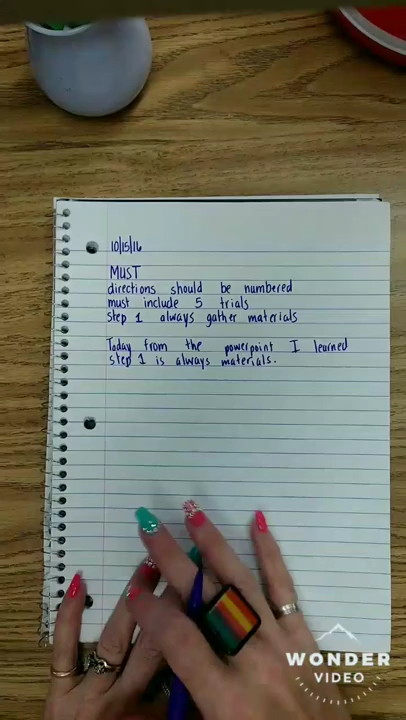 10/15/16
MUST
directions should be numbered
must include 5 trials
step 1 always gather materials
Today from the powerpoint I learned
step 1 is always materials.
WONDER
VIDEO